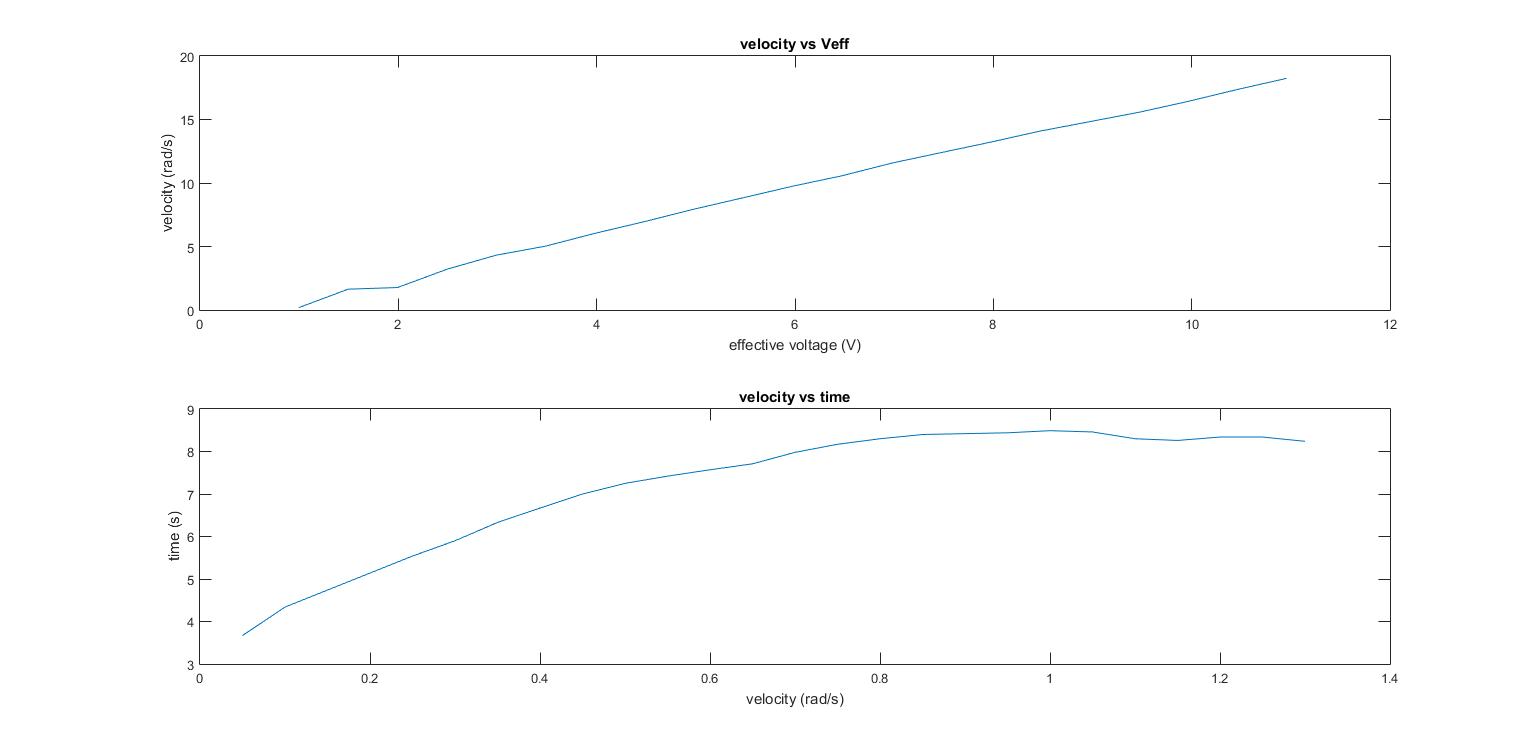 velocity vs Veff
20
15
10
5
0
velocity (rad/s)
0 2 4 6 8 10 12
effective voltage (V)
velocity vs time
9
8
7
6
5
4
3
time (s)
0 0.2 0.4 0.6 0.8 1 1.2 1.4
velocity (rad/s)